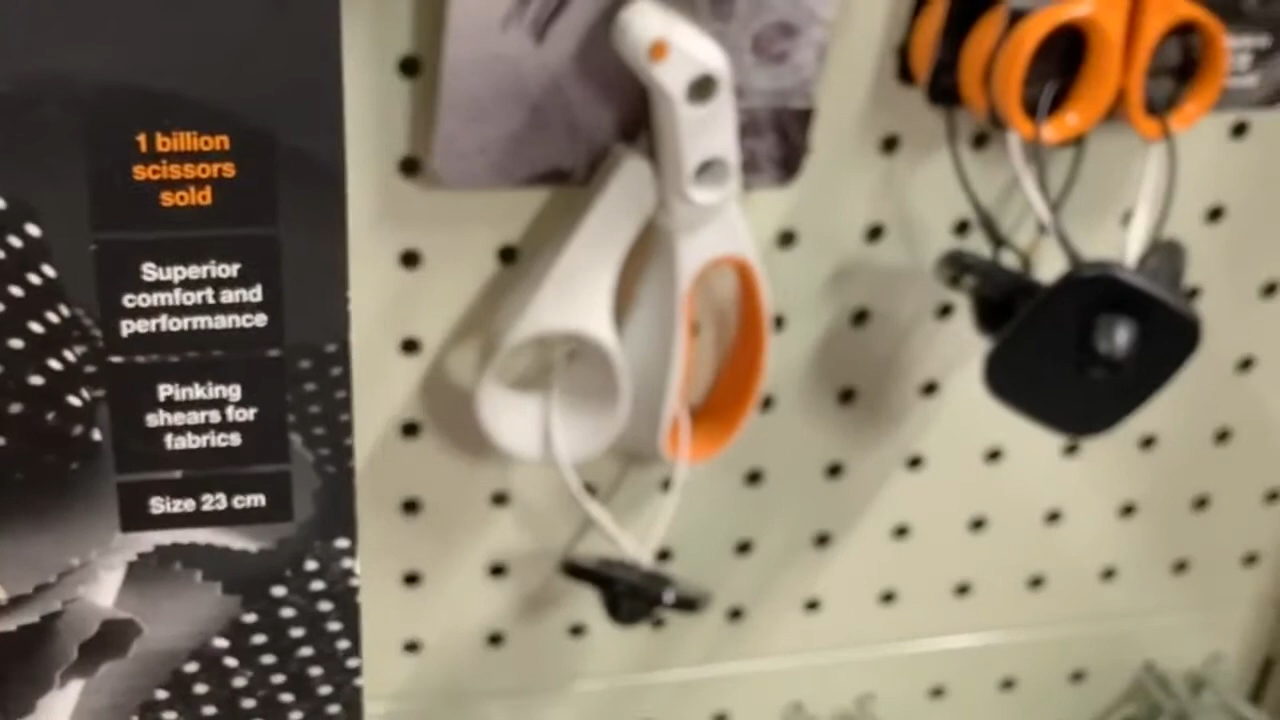 1 billion
scissors
sold
Superior
comfort and
performance
Pinking
shears for
fabrics
Size 23 cm